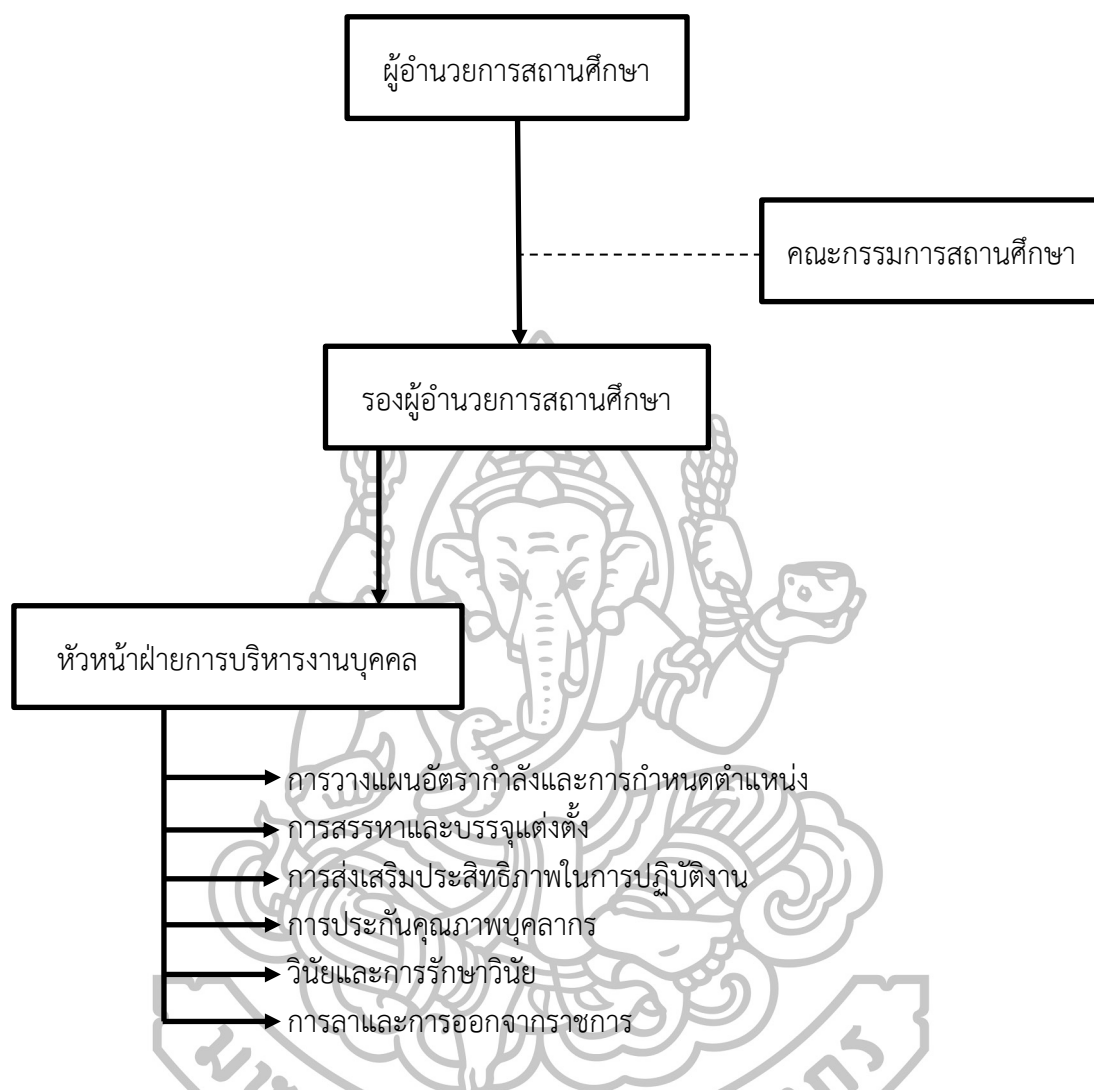 ผู้อำนวยการสถานศึกษา
คณะกรรมการสถานศึกษา
รองผู้อำนวยการสถานศึกษา
หัวหน้าฝ่ายการบริหารงานบุคคล
การวางแผนอัตรากำลังและการกำหนดตำแหน่ง
การสรรหาและบรรจุแต่งตั้ง
การส่งเสริมประสิทธิภาพในการปฏิบัติงาน
การประกันคุณภาพบุคลากร
วินัยและการรักษาวินัย
การลาและการออกจากราชการ